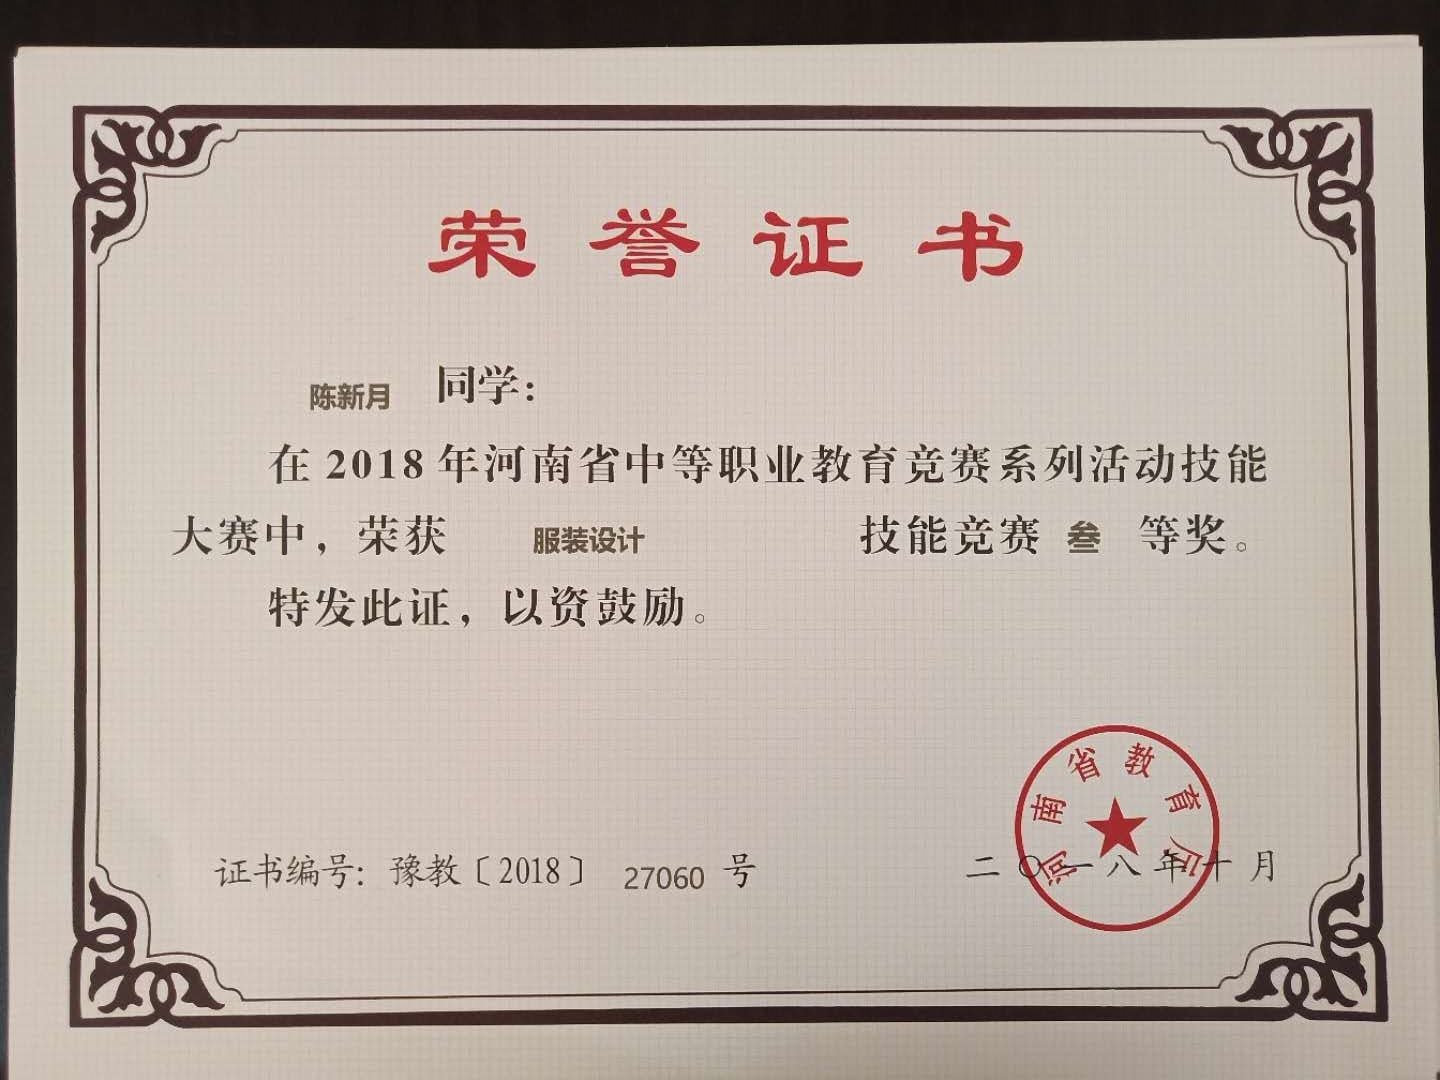 荣誉证书
陈新月 同学：
在2018年河南省中等职业教育竞赛系列活动技能
大赛中，荣获 服装设计 技能竞赛 叁 等奖。
特发此证，以资鼓励。
河南省教育厅
证书编号：豫教〔2018〕 27060 号
二〇一八年十月